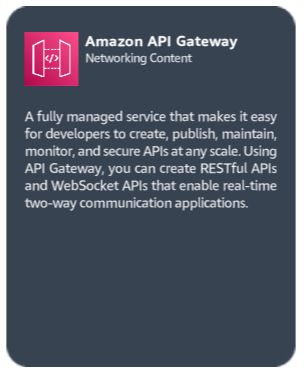 Amazon API Gateway
Networking Content
</>
A fully managed service that makes it easy
for developers to create, publish, maintain,
monitor, and secure APIs at any scale. Using
API Gateway, you can create RESTful APIs
and WebSocket APIs that enable real-time
two-way communication applications.